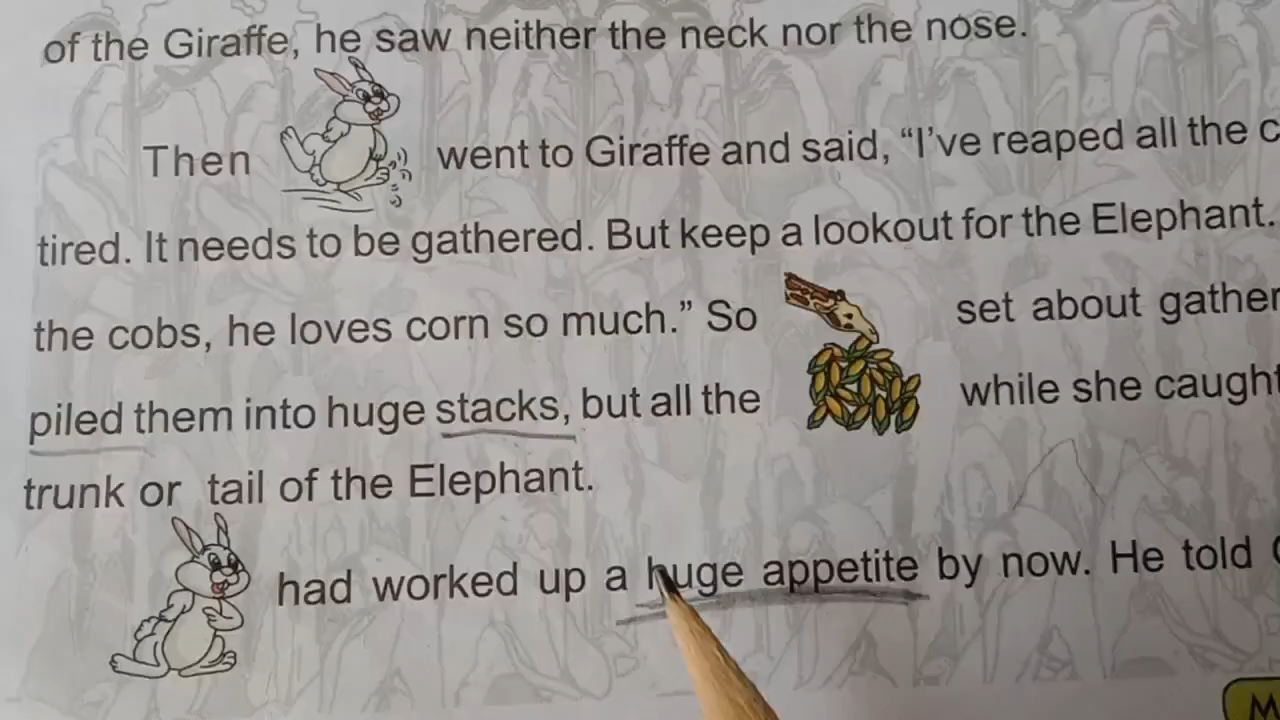 of the Giraffe, he saw neither the neck nor the nose.
Then went to Giraffe and said, “I’ve reaped all the
tired. It needs to be gathered. But keep a lookout for the Elephant.
the cobs, he loves corn so much.” So set about
piled them into huge stacks, but all the while she caught
trunk or tail of the Elephant.
had worked up a huge appetite by now. He told